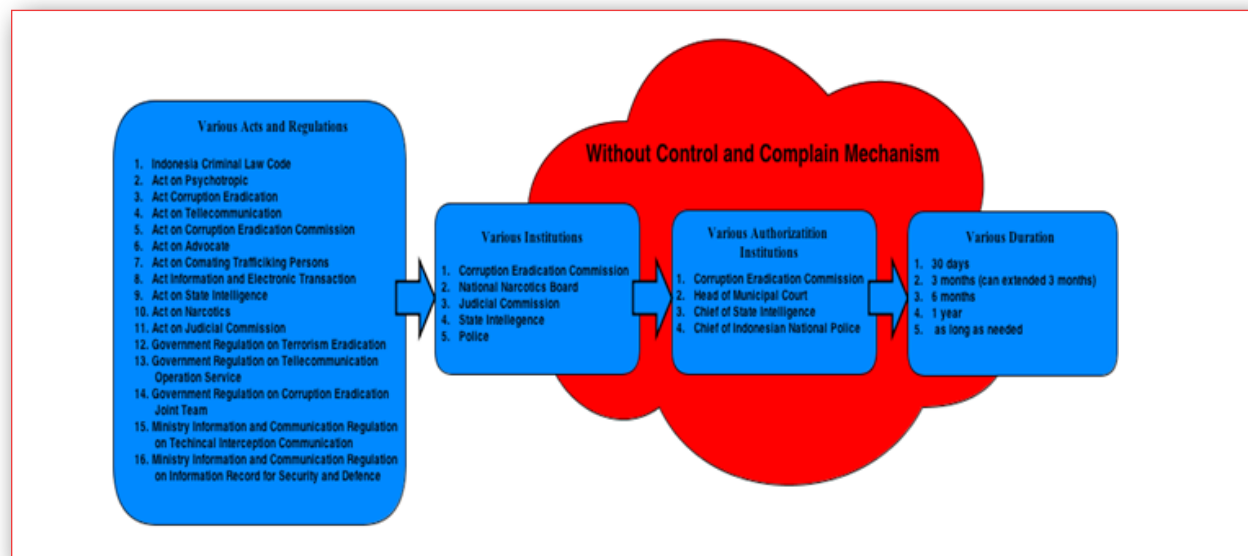 Various Acts and Regulations
1. Indonesia Criminal Law Code
2. Act on Psychotropic
3. Act Corruption Eradication
4. Act on Tellecommunication
5. Act on Corruption Eradication Commission
6. Act on Advocate
7. Act on Comating Trafficiking Persons
8. Act Information and Electronic Transaction
9. Act on State Intelligence
10. Act on Narcotics
11. Act on Judicial Commission
12. Government Regulation on Terrorism Eradication
13. Government Regulation on Tellecommunication
Operation Service
14. Government Regulation on Corruption Eradication
Joint Team
15. Ministry Information and Communication Regulation
on Techincal Interception Communication
16. Ministry Information and Communication Regulation
on Information Record for Security and Defence
Without Control and Complain Mechanism
Various Institutions
1. Corruption Eradication Commission
2. National Narcotics Board
3. Judicial Commission
4. State Intellegence
5. Police
Various Authorizatition
Institutions
1. Corruption Eradication Commission
2. Head of Municipal Court
3. Chief of State Intelligence
4. Chief of Indonesian National Police
Various Duration
1. 30 days
2. 3 months (can extended 3 months)
3. 6 months
4. 1 year
5. as long as needed